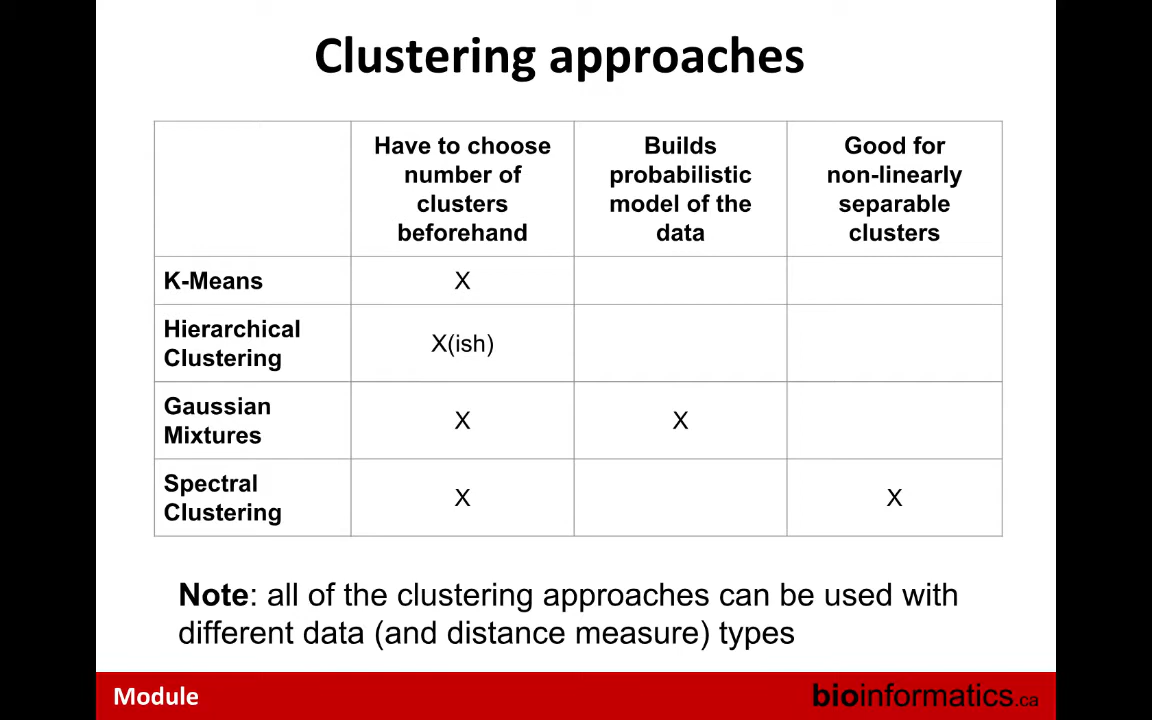 Clustering approaches
Have to choose
number of
clusters
beforehand
Builds
probabilistic
model of the
data
Good for
non-linearly
separable
clusters
K-Means
X
Hierarchical
Clustering
X(ish)
Gaussian
Mixtures
X
X
Spectral
Clustering
X
X
Note: all of the clustering approaches can be used with
different data (and distance measure) types
Module
bioinformatics.ca